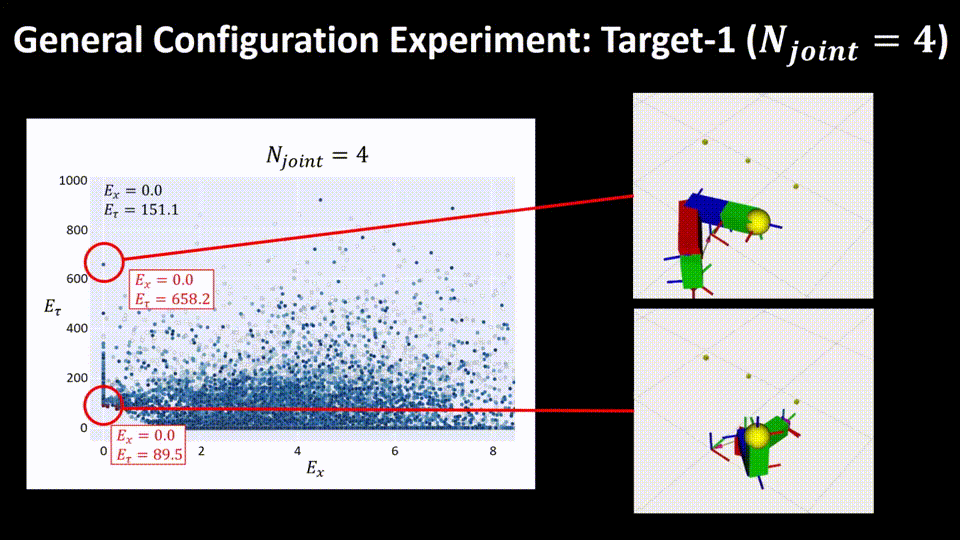 General Configuration Experiment: Target-1 (N_joint = 4)
N_joint = 4
1000
800
600
400
200
0
E_τ
E_x = 0.0
E_τ = 151.1
E_x = 0.0
E_τ = 658.2
E_x = 0.0
E_τ = 89.5
0
2
4
6
8
E_x